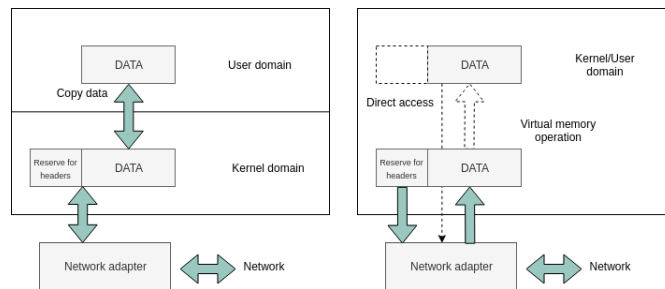 DATA
User domain
Copy data
Reserve for
headers
DATA
Kernel domain
Network adapter
Network
DATA
Kernel/User
domain
Direct access
Virtual memory
operation
Reserve for
headers
DATA
Network adapter
Network